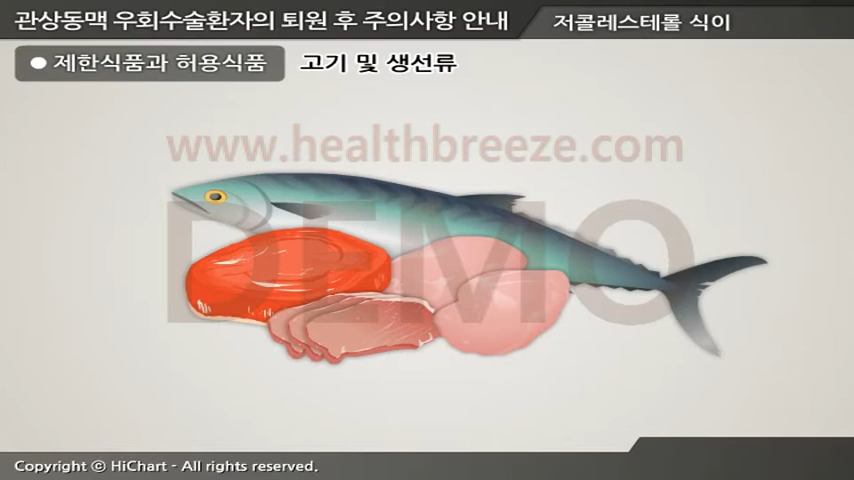 관상동맥 우회수술환자의 퇴원 후 주의사항 안내
저콜레스테롤 식이
● 제한식품과 허용식품
고기 및 생선류
www.healthbreeze.com
DEMO
Copyright ⓒ HiChart - All rights reserved.